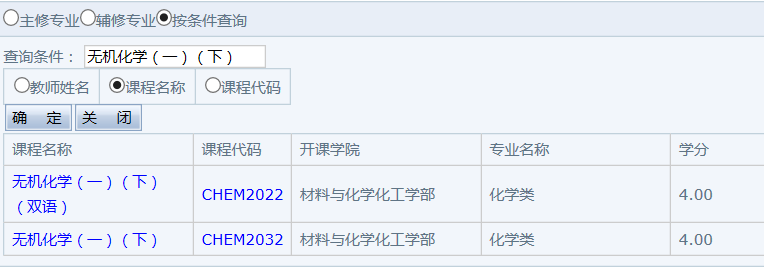 主修专业 辅修专业 按条件查询
查询条件： 无机化学（一）（下）
教师姓名 课程名称 课程代码
确 定 关 闭
课程名称 课程代码 开课学院 专业名称 学分
无机化学（一）（下）
（双语） CHEM2022 材料与化学化工学部 化学类 4.00
无机化学（一）（下） CHEM2032 材料与化学化工学部 化学类 4.00